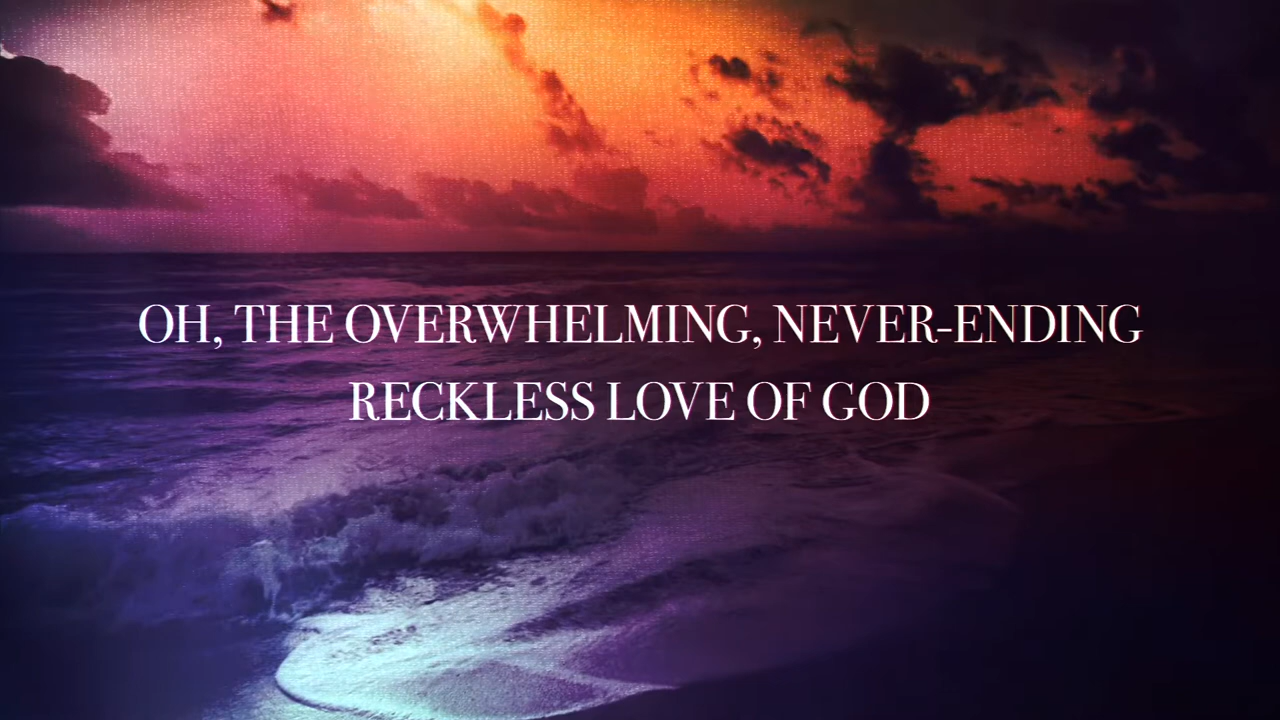 OH, THE OVERWHELMING, NEVER-ENDING
RECKLESS LOVE OF GOD